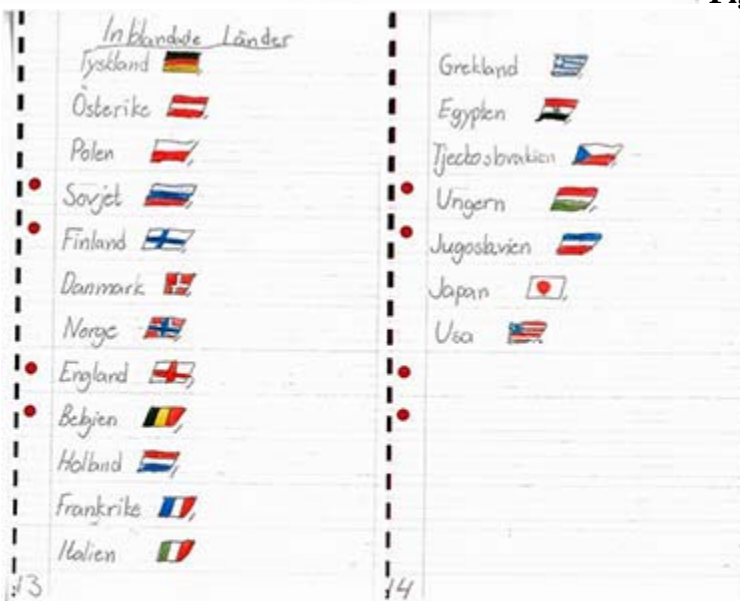 Inblandade Länder
Tyskland
Österike
Polen
Sovjet
Finland
Danmark
Norge
England
Belgien
Holland
Frankrike
Italien
13
Grekland
Egypten
Tjeckoslovakien
Ungern
Jugoslavien
Japan
Usa
14